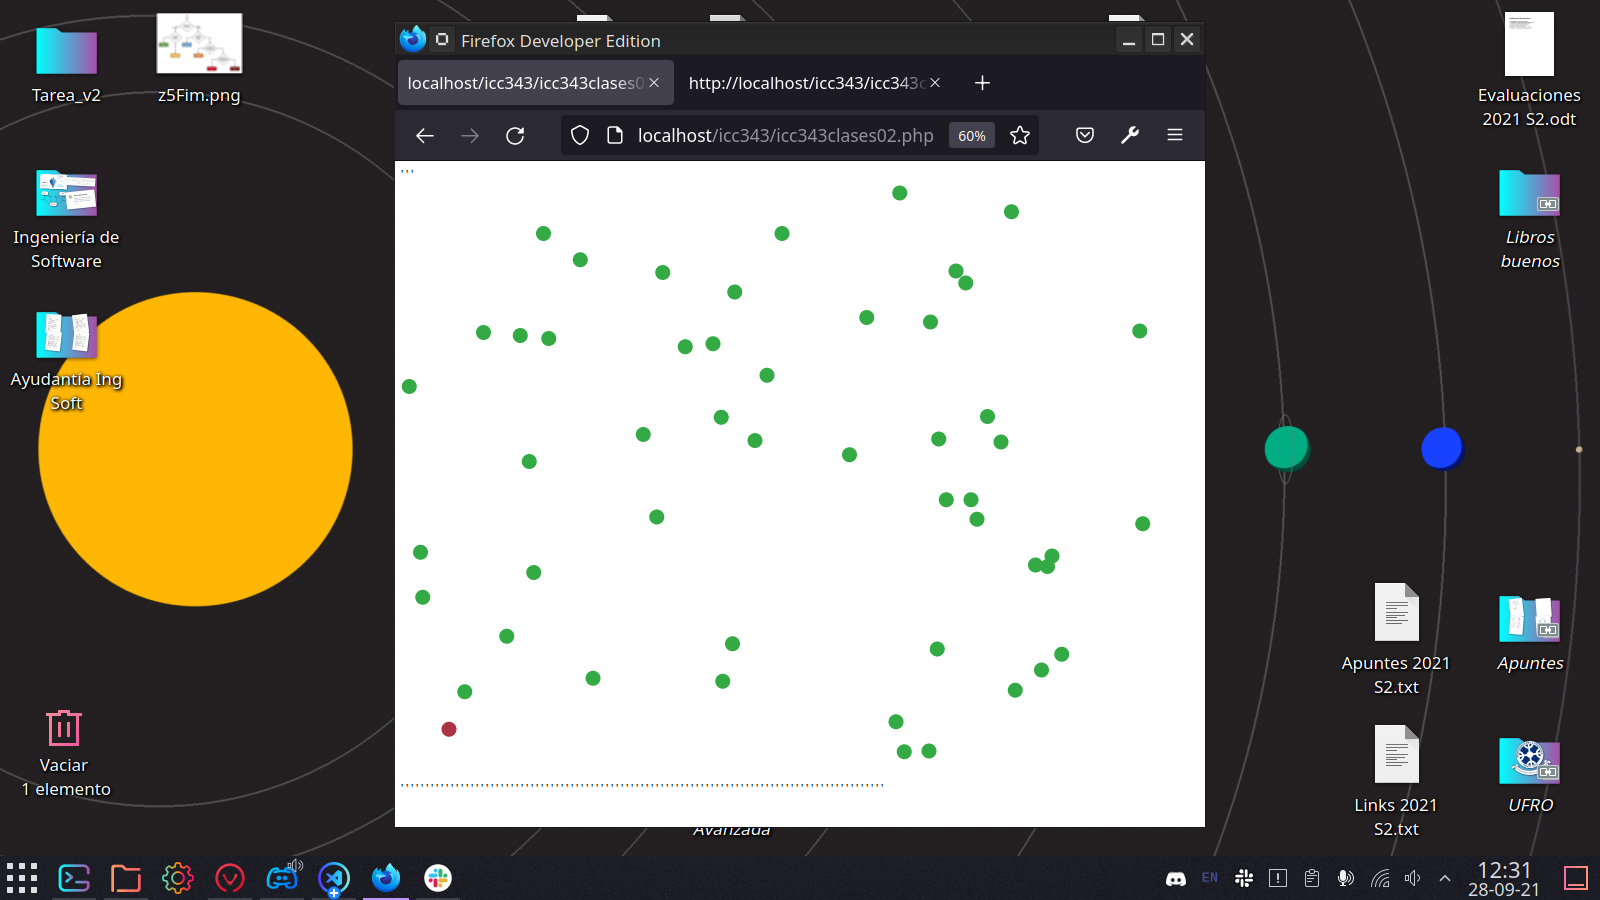 Tarea_v2
z5Fim.png
Ingeniería de
Software
Ayudantía Ing
Soft
Vaciar
1 elemento
Firefox Developer Edition
localhost/icc343/icc343clases0
http://localhost/icc343/icc343c
localhost/icc343/icc343clases02.php
60%
Avanzada
Evaluaciones
2021 S2.odt
Libros
buenos
Apuntes 2021
S2.txt
Apuntes
Links 2021
S2.txt
UFRO
EN
12:31
28-09-21